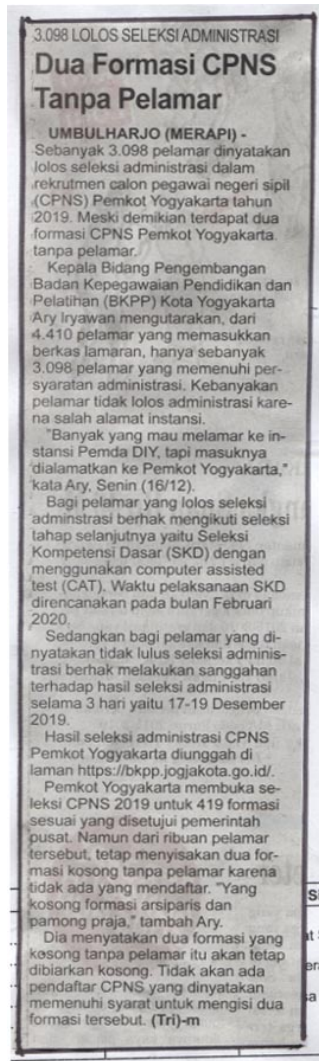 3.098 LOLOS SELEKSI ADMINISTRASI
Dua Formasi CPNS
Tanpa Pelamar
UMBULHARJO (MERAPI) -
Sebanyak 3.098 pelamar dinyatakan
lolos seleksi administrasi dalam
rekrutmen calon pegawai negeri sipil
(CPNS) Pemkot Yogyakarta tahun
2019. Meski demikian terdapat dua
formasi CPNS Pemkot Yogyakarta
tanpa pelamar.
Kepala Bidang Pengembangan
Badan Kepegawaian Pendidikan dan
Pelatihan (BKPP) Kota Yogyakarta
Ary Iryawan mengutarakan, dari
4.410 pelamar yang memasukkan
berkas lamaran, hanya sebanyak
3.098 pelamar yang memenuhi per-
syaratan administrasi. Kebanyakan
pelamar tidak lolos administrasi kare-
na salah alamat instansi.
"Banyak yang mau melamar ke in-
stansi Pemda DIY, tapi masuknya
dialamatkan ke Pemkot Yogyakarta,"
kata Ary, Senin (16/12).
Bagi pelamar yang lolos seleksi
adminstrasi berhak mengikuti seleksi
tahap selanjutnya yaitu Seleksi
Kompetensi Dasar (SKD) dengan
menggunakan computer assisted
test (CAT). Waktu pelaksanaan SKD
direncanakan pada bulan Februari
2020.
Sedangkan bagi pelamar yang di-
nyatakan tidak lulus seleksi adminis-
trasi berhak melakukan sanggahan
terhadap hasil seleksi administrasi
selama 3 hari yaitu 17-19 Desember
2019.
Hasil seleksi administrasi CPNS
Pemkot Yogyakarta diunggah di
laman https://bkpp.jogjakota.go.id/.
Pemkot Yogyakarta membuka se-
leksi CPNS 2019 untuk 419 formasi
sesuai yang disetujui pemerintah
pusat. Namun dari ribuan pelamar
tersebut, tetap menyisakan dua for-
masi kosong tanpa pelamar karena
tidak ada yang mendaftar. "Yang
kosong formasi arsiparis dan
pamong praja," tambah Ary.
Dia menyatakan dua formasi yang
kosong tanpa pelamar itu akan tetap
dibiarkan kosong. Tidak akan ada
pendaftar CPNS yang dinyatakan
memenuhi syarat untuk mengisi dua
formasi tersebut. (Tri)-m